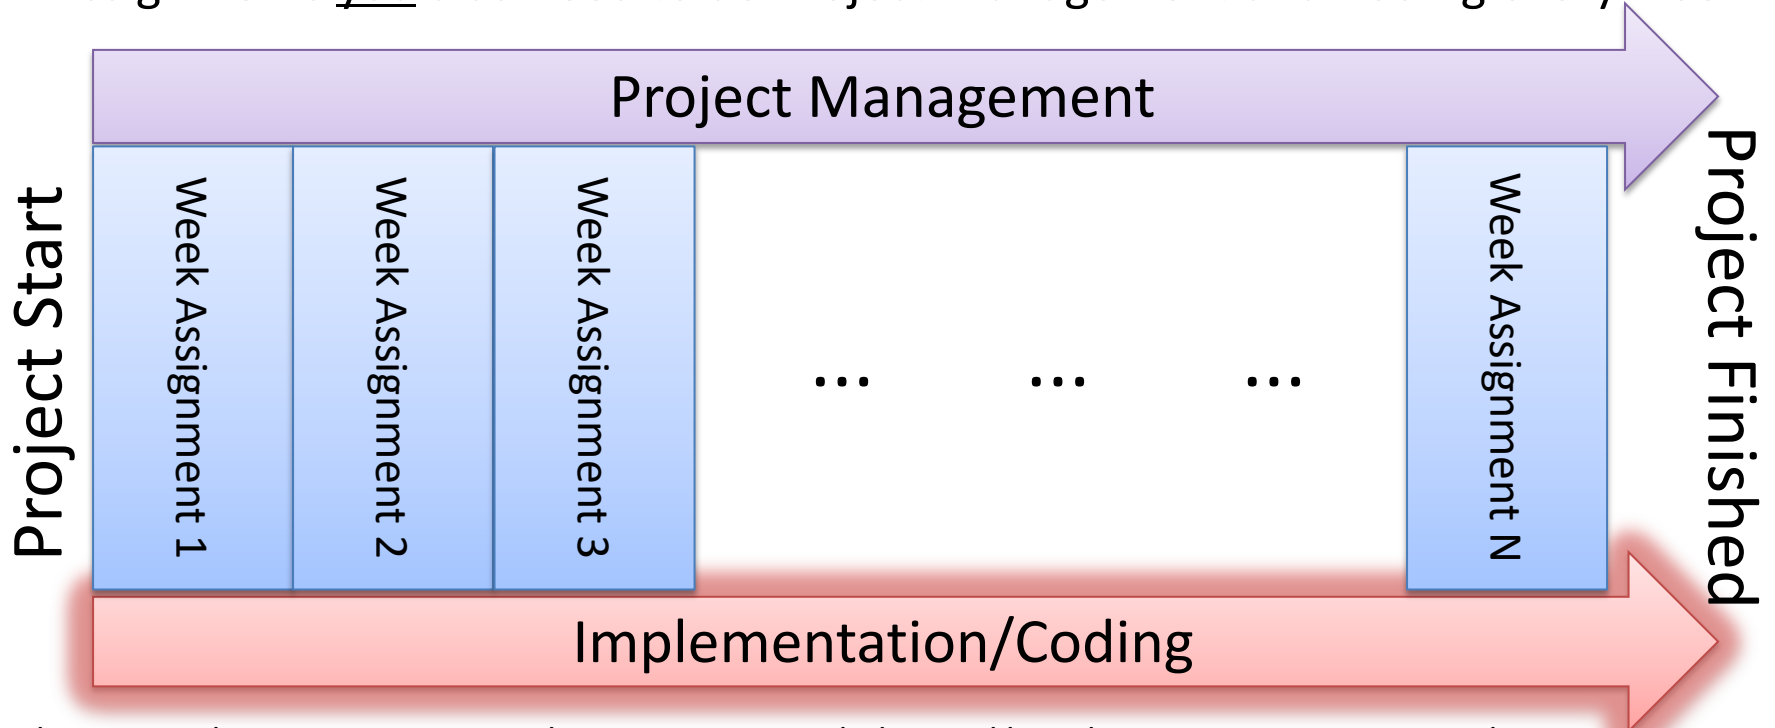 you
Project Management
Project Start
Week Assignment 1
Week Assignment 2
Week Assignment 3
... ... ...
Week Assignment N
Project Finished
Implementation/Coding